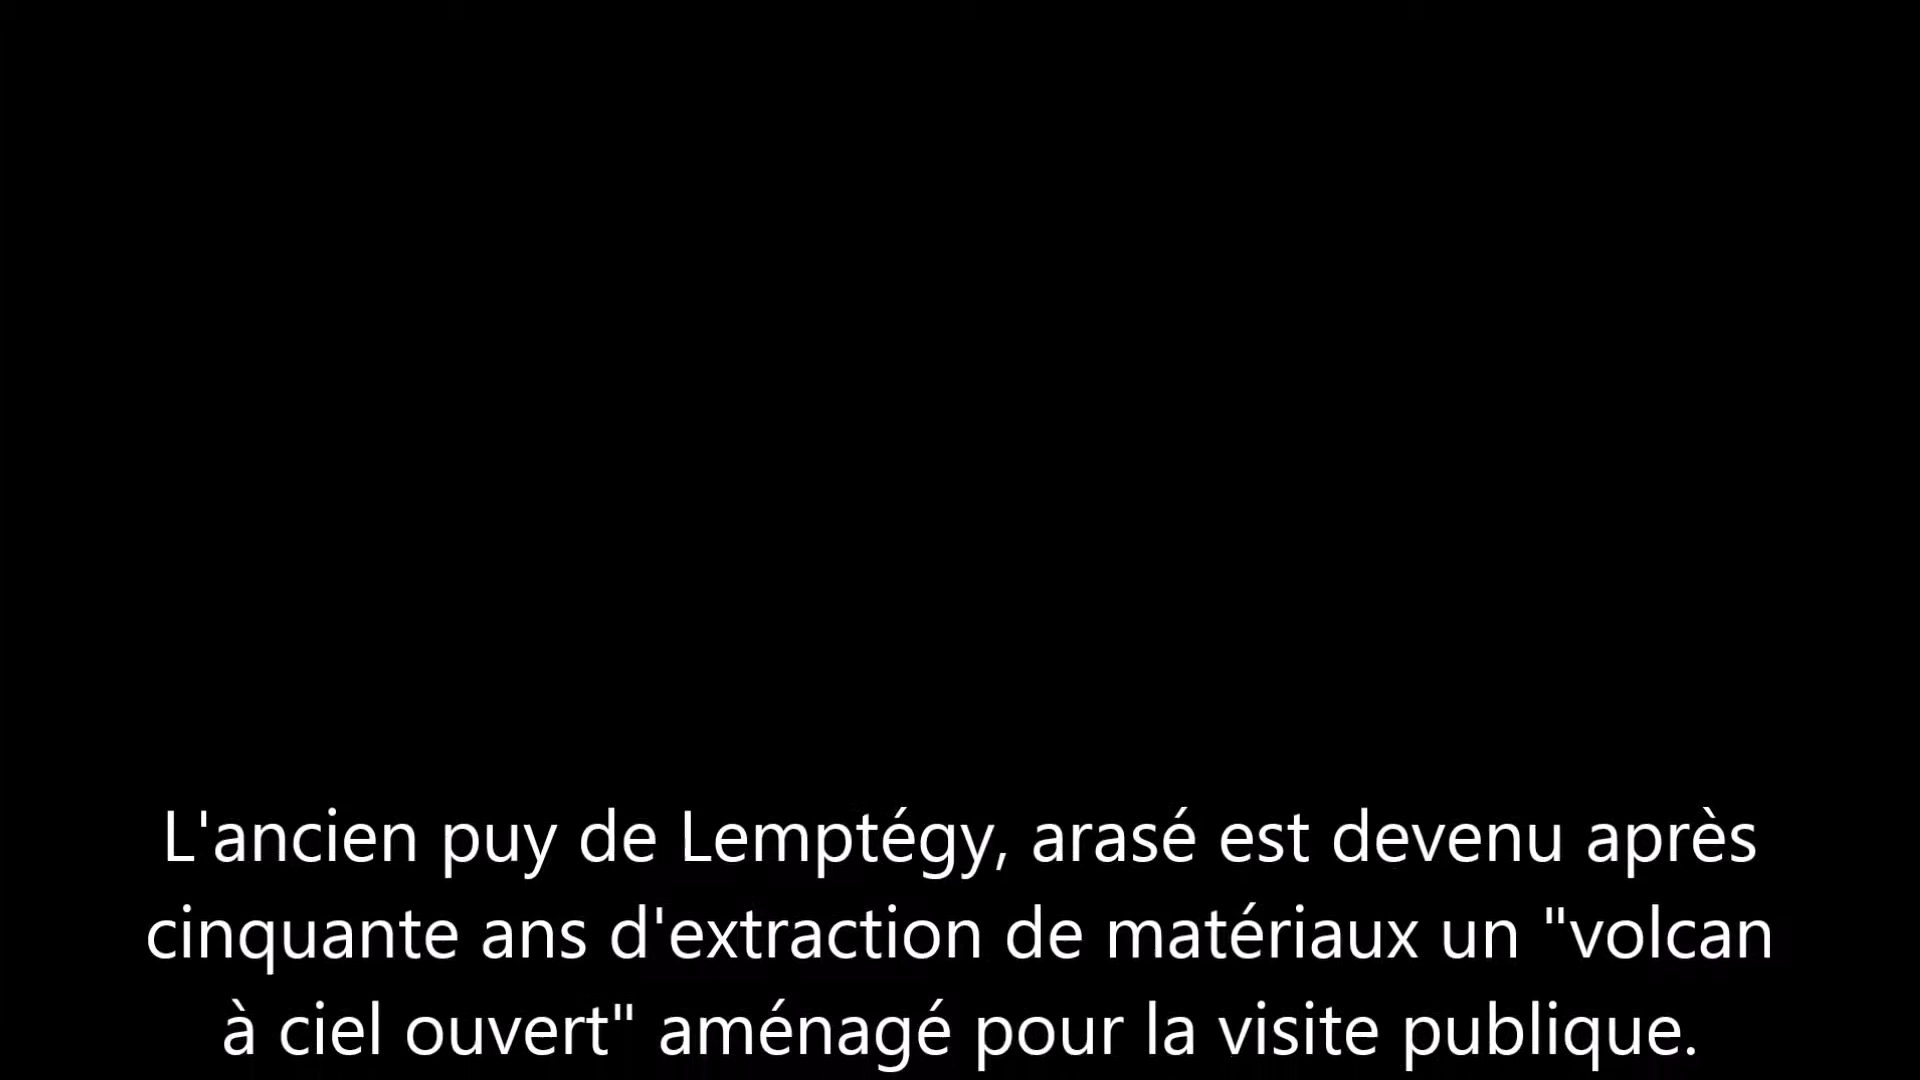 L'ancien puy de Lemptégy, arasé est devenu après
cinquante ans d'extraction de matériaux un "volcan
à ciel ouvert" aménagé pour la visite publique.